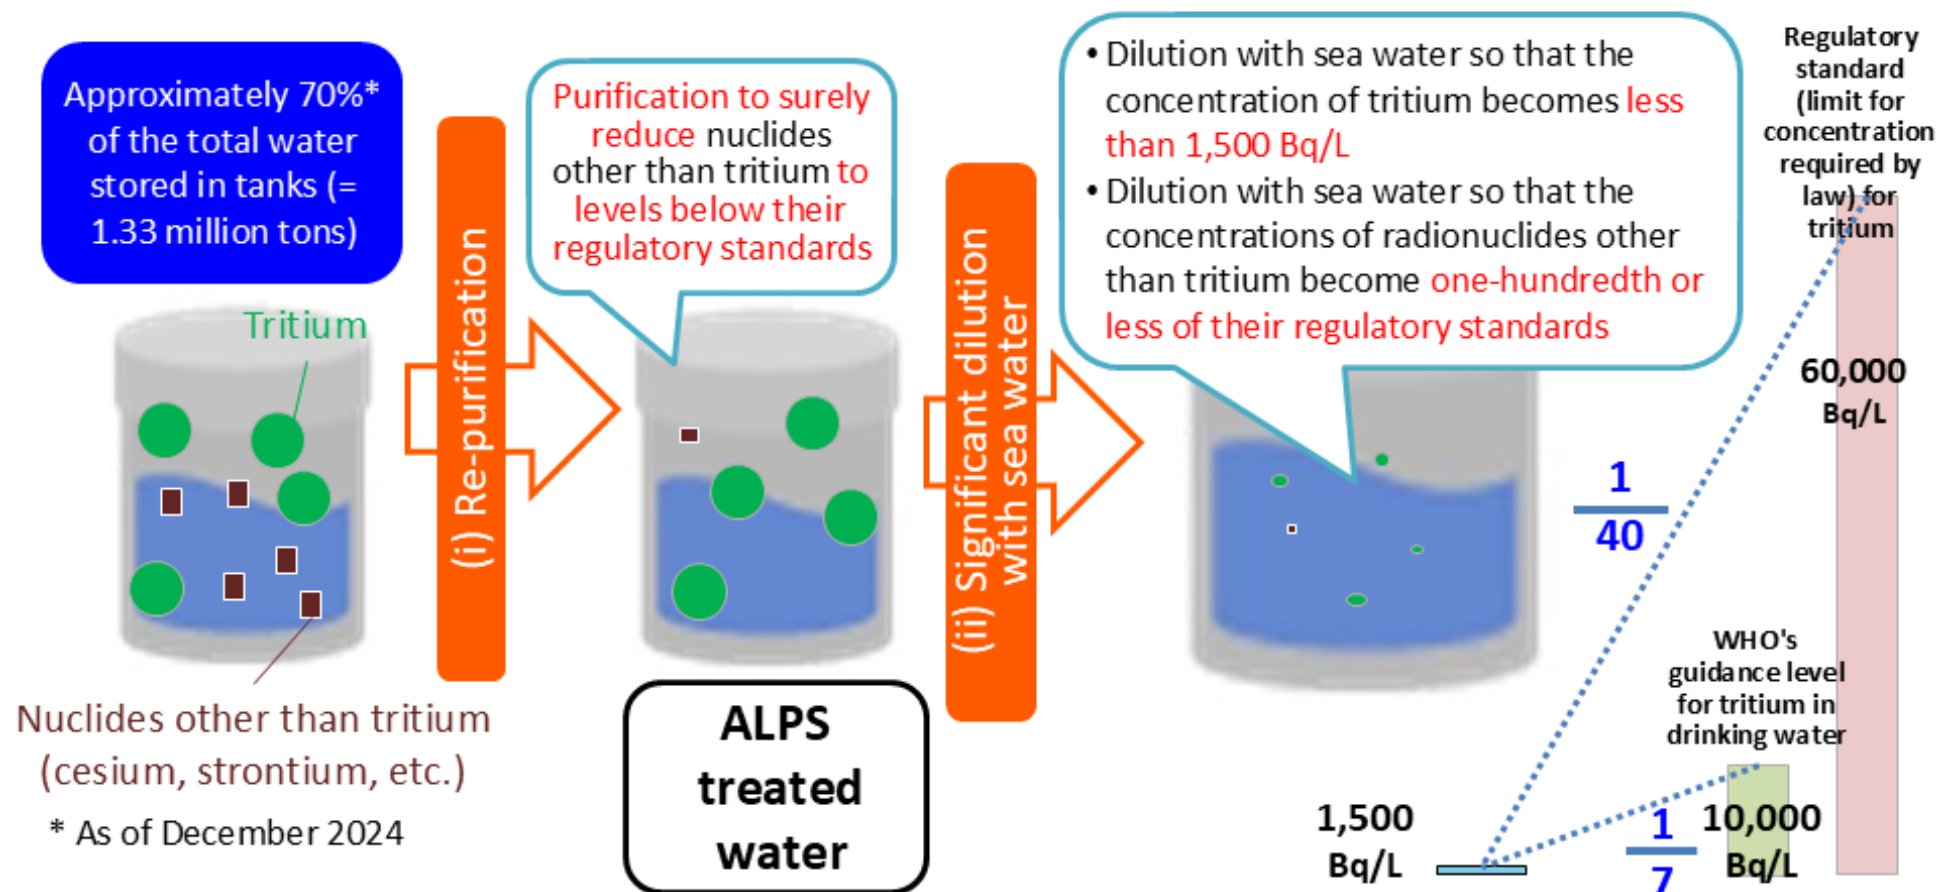 Approximately 70%*
of the total water
stored in tanks (=
1.33 million tons)
Tritium
Nuclides other than tritium
(cesium, strontium, etc.)
* As of December 2024
(i) Re-purification
Purification to surely
reduce nuclides
other than tritium to
levels below their
regulatory standards
ALPS
treated
water
(ii) Significant dilution
with sea water
• Dilution with sea water so that the
concentration of tritium becomes less
than 1,500 Bq/L
• Dilution with sea water so that the
concentrations of radionuclides other
than tritium become one-hundredth or
less of their regulatory standards
Regulatory
standard
(limit for
concentration
required by
law) for
tritium
60,000
Bq/L
1
40
WHO's
guidance level
for tritium in
drinking water
1,500
Bq/L
1
7
10,000
Bq/L